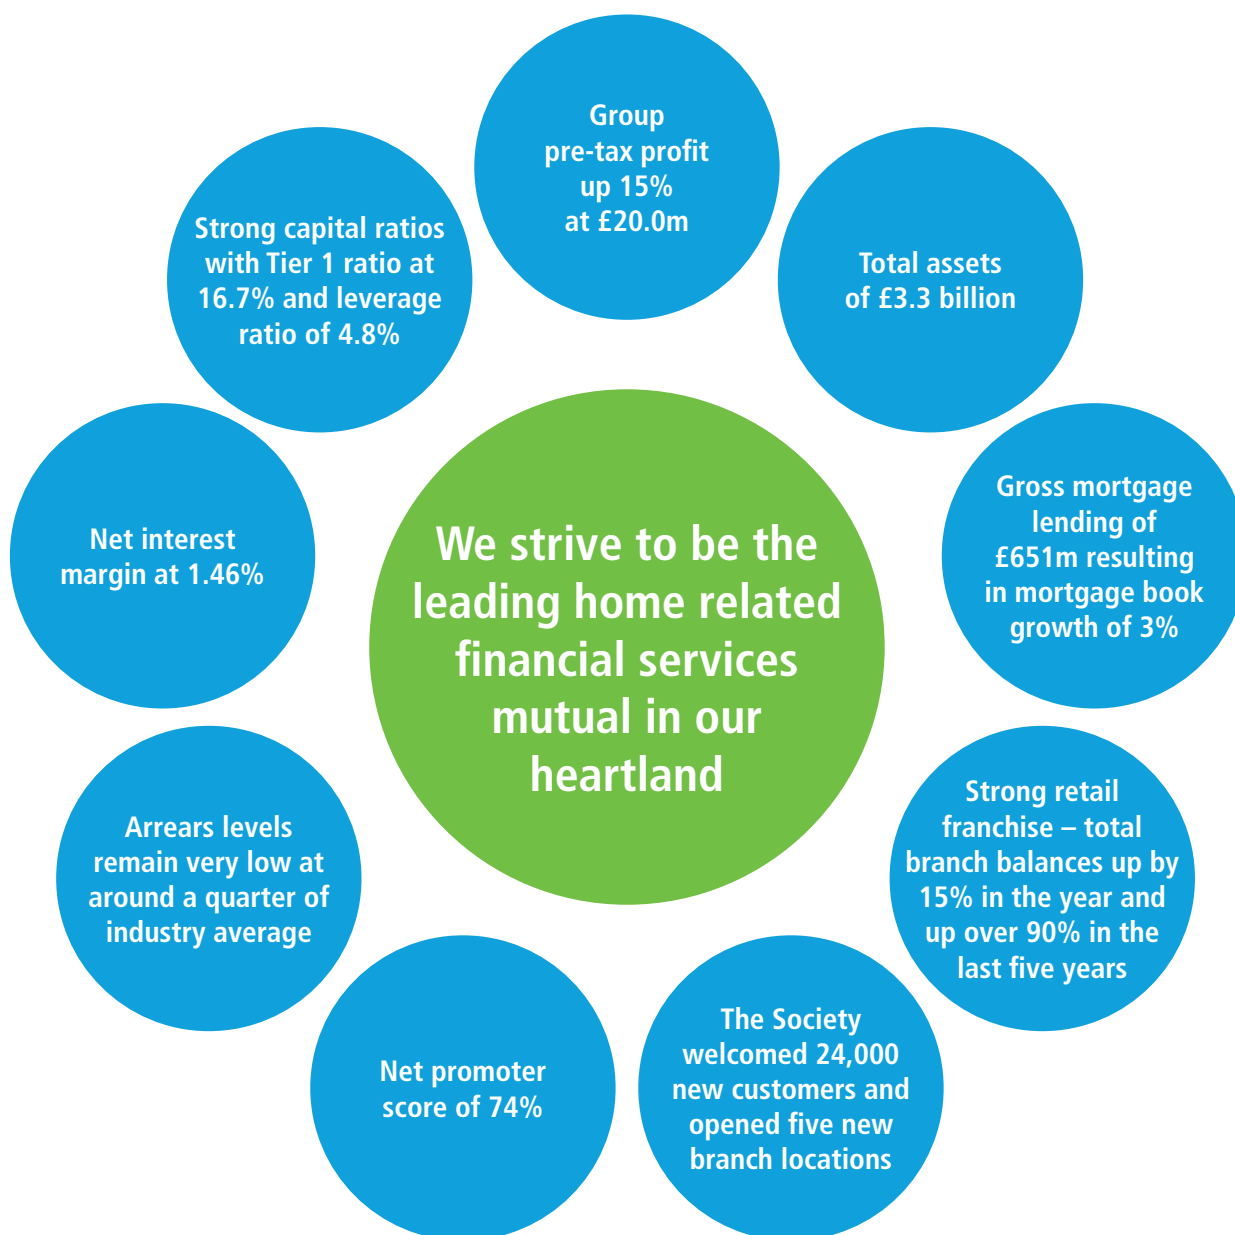 Group
pre-tax profit
up 15%
at £20.0m
Total assets
of £3.3 billion
Gross mortgage
lending of
£651m resulting
in mortgage book
growth of 3%
Strong retail
franchise – total
branch balances up by
15% in the year and
up over 90% in the
last five years
The Society
welcomed 24,000
new customers and
opened five new
branch locations
Net promoter
score of 74%
Arrears levels
remain very low at
around a quarter of
industry average
Net interest
margin at 1.46%
Strong capital ratios
with Tier 1 ratio at
16.7% and leverage
ratio of 4.8%
We strive to be the
leading home related
financial services
mutual in our
heartland